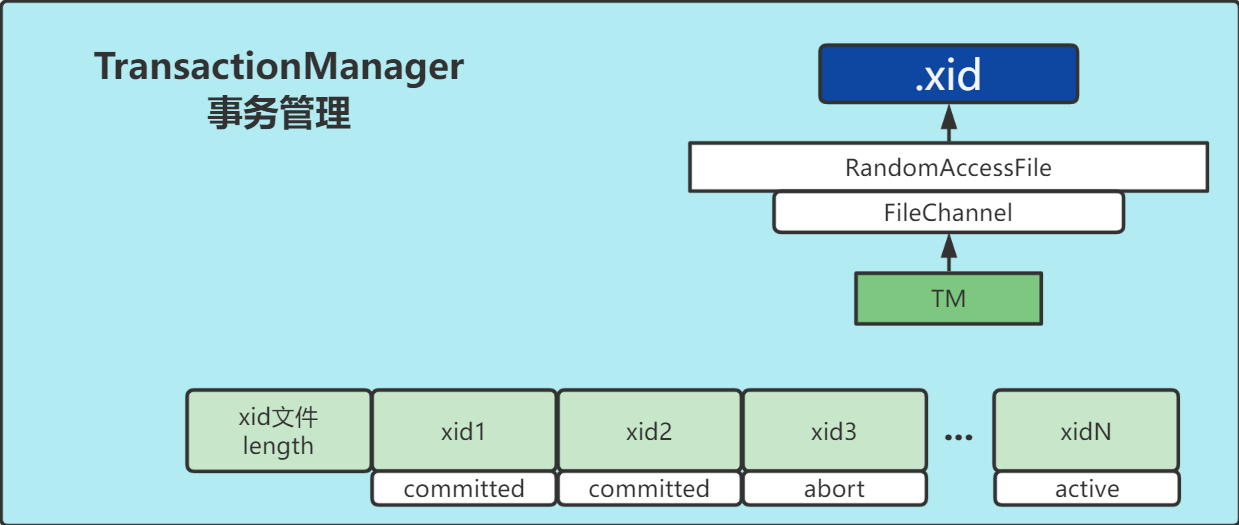 TransactionManager
事务管理
.xid
RandomAccessFile
FileChannel
TM
xid文件
length
xid1
xid2
xid3
...
xidN
committed
committed
abort
active